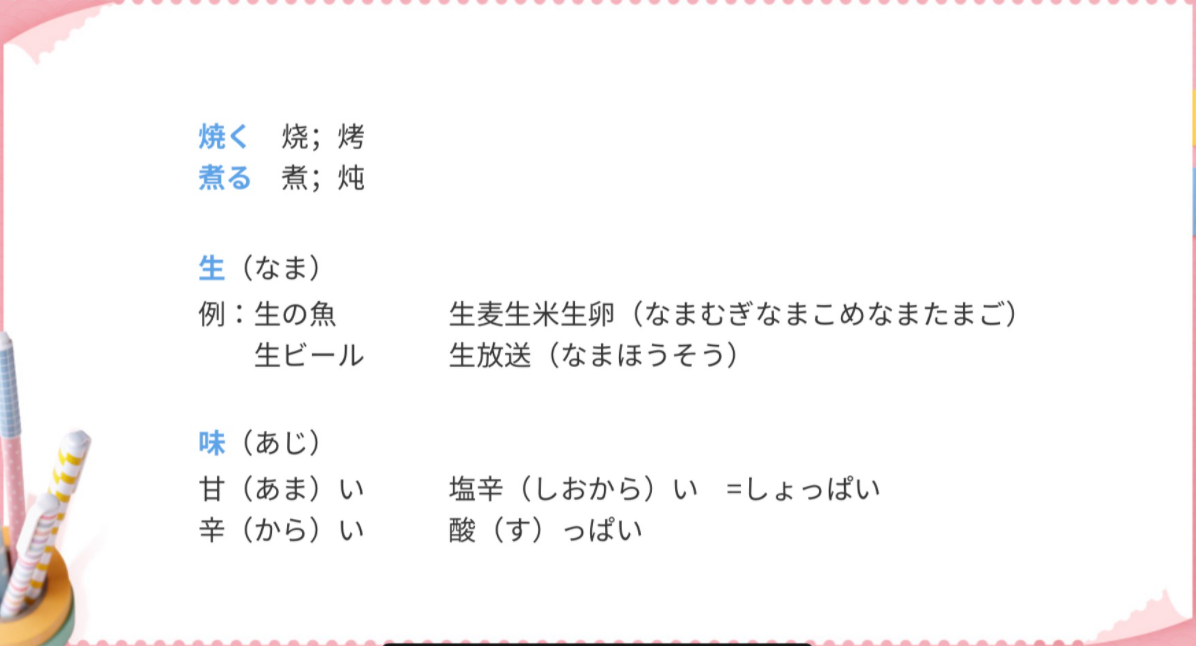 焼く　烧；烤
煮る　煮；炖
生（なま）
例：生の魚　　　　生麦生米生卵（なまむぎなまこめなまたまご）
生ビール　　　生放送（なまほうそう）
味（あじ）
甘（あま）い　　　塩辛（しおから）い　=しょっぱい
辛（から）い　　　酸（す）っぱい